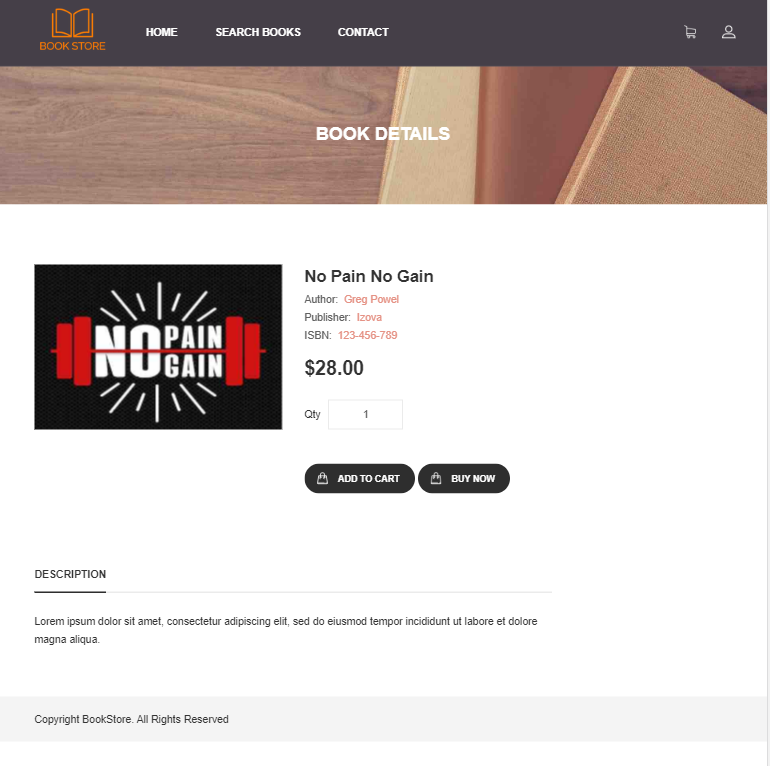 BOOK STORE
HOME SEARCH BOOKS CONTACT
BOOK DETAILS
NO PAIN
GAIN
No Pain No Gain
Author: Greg Powel
Publisher: Izova
ISBN: 123-456-789
$28.00
Qty 1
ADD TO CART BUY NOW
DESCRIPTION
Lorem ipsum dolor sit amet, consectetur adipiscing elit, sed do eiusmod tempor incididunt ut labore et dolore
magna aliqua.
Copyright BookStore. All Rights Reserved